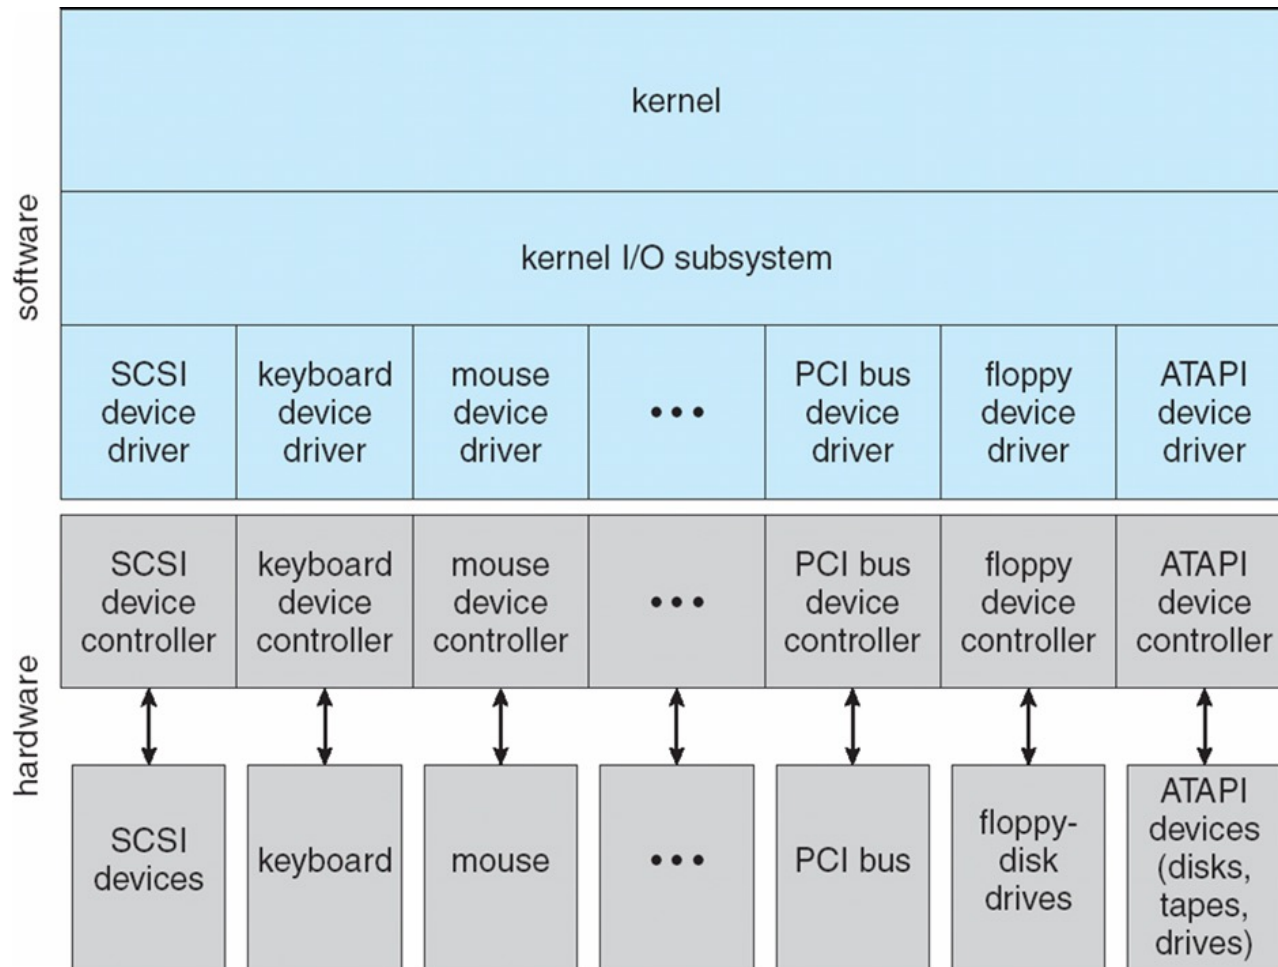 software
kernel
kernel I/O subsystem
SCSI
device
driver
keyboard
device
driver
mouse
device
driver
•••
PCI bus
device
driver
floppy
device
driver
ATAPI
device
driver
hardware
SCSI
device
controller
keyboard
device
controller
mouse
device
controller
•••
PCI bus
device
controller
floppy
device
controller
ATAPI
device
controller
SCSI
devices
keyboard
mouse
•••
PCI bus
floppy-
disk
drives
ATAPI
devices
(disks,
tapes,
drives)